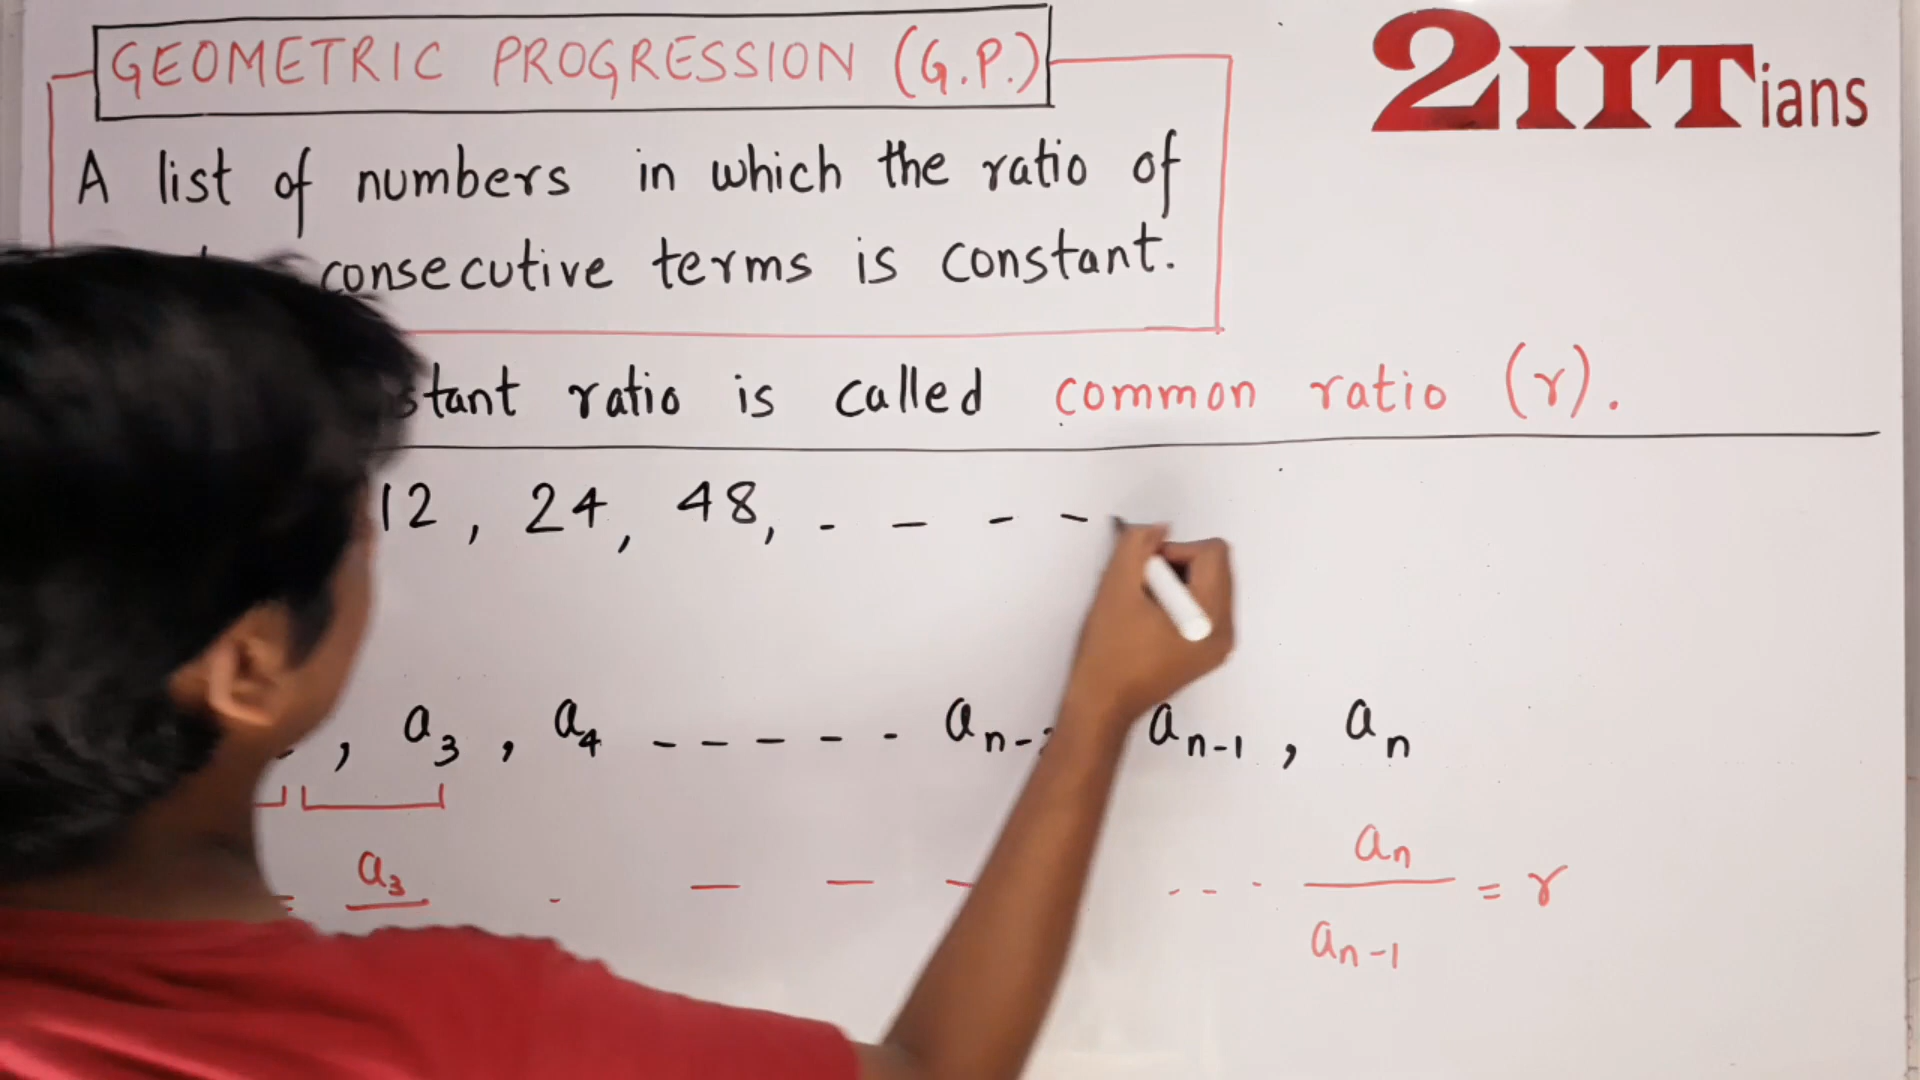 GEOMETRIC PROGRESSION (G.P.)
2IITians
A list of numbers in which the ratio of
consecutive terms is constant.
ratio is called common ratio (r).
12, 24, 48, . - - -
, a₃, a₄ ----. aₙ₋ aₙ₋₁, aₙ
= a₃ . - - - --. aₙ/aₙ₋₁ = r